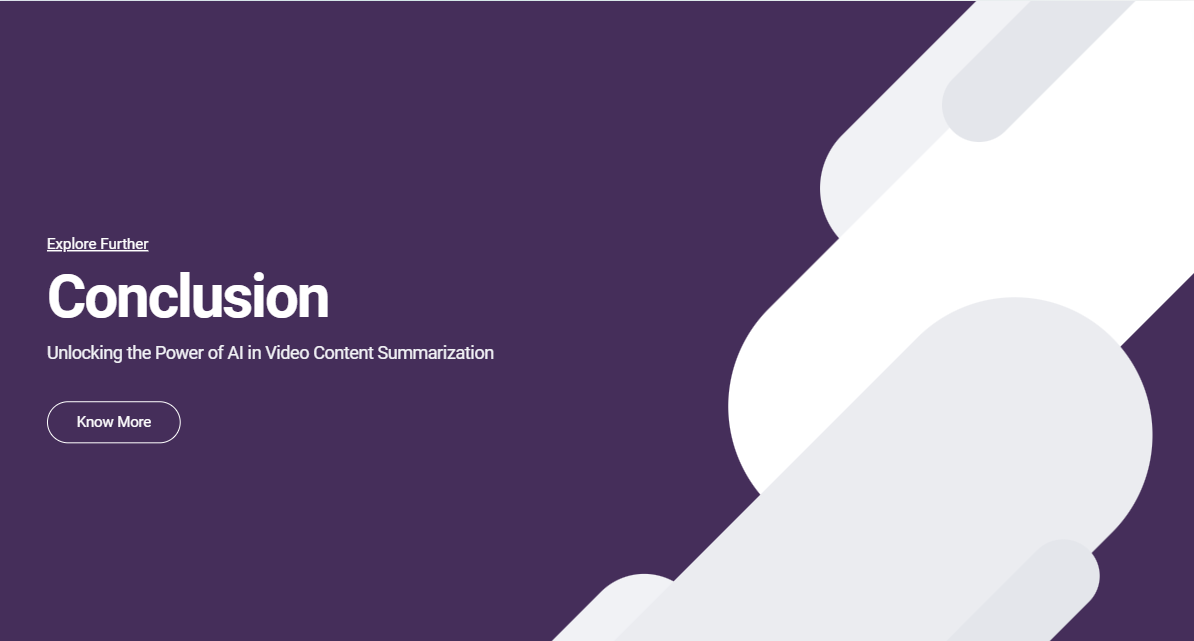 Explore Further
Conclusion
Unlocking the Power of AI in Video Content Summarization
Know More